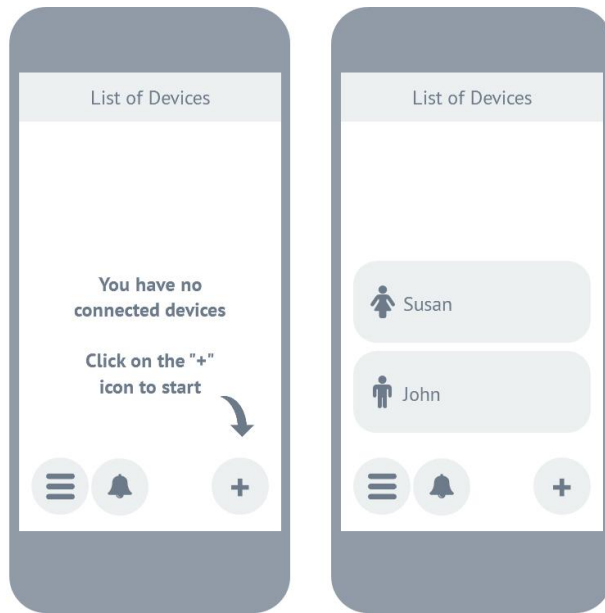 List of Devices
You have no
connected devices
Click on the "+"
icon to start
+
List of Devices
Susan
John
+